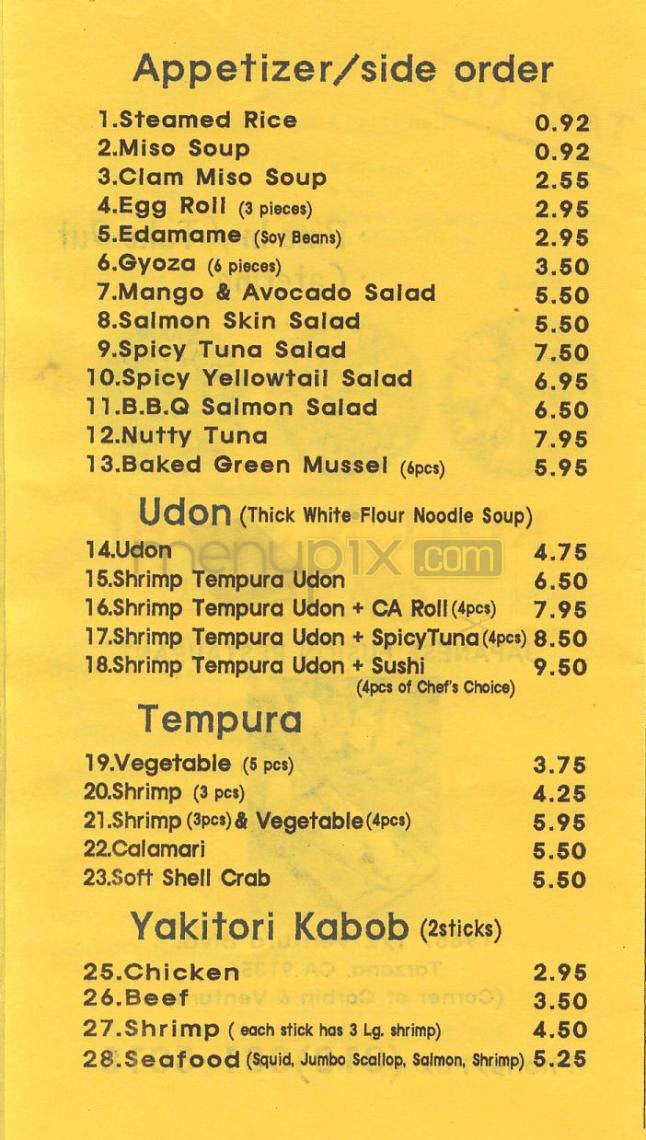 Appetizer/side order
1.Steamed Rice 0.92
2.Miso Soup 0.92
3.Clam Miso Soup 2.55
4.Egg Roll (3 pieces) 2.95
5.Edamame (Soy Beans) 2.95
6.Gyoza (6 pieces) 3.50
7.Mango & Avocado Salad 5.50
8.Salmon Skin Salad 5.50
9.Spicy Tuna Salad 7.50
10.Spicy Yellowtail Salad 6.95
11.B.B.Q Salmon Salad 6.50
12.Nutty Tuna 7.95
13.Baked Green Mussel (6pcs) 5.95
Udon (Thick White Flour Noodle Soup)
14.Udon 4.75
menupix.com
15.Shrimp Tempura Udon 6.50
16.Shrimp Tempura Udon + CA Roll (4pcs) 7.95
17.Shrimp Tempura Udon + SpicyTuna (4pcs) 8.50
18.Shrimp Tempura Udon + Sushi 9.50
(4pcs of Chef's Choice)
Tempura
19.Vegetable (5 pcs) 3.75
20.Shrimp (3 pcs) 4.25
21.Shrimp (3pcs) & Vegetable (4pcs) 5.95
22.Calamari 5.50
23.Soft Shell Crab 5.50
Yakitori Kabob (2sticks)
25.Chicken 2.95
26.Beef 3.50
27.Shrimp ( each stick has 3 Lg. shrimp) 4.50
28.Seafood (Squid, Jumbo Scallop, Salmon, Shrimp) 5.25